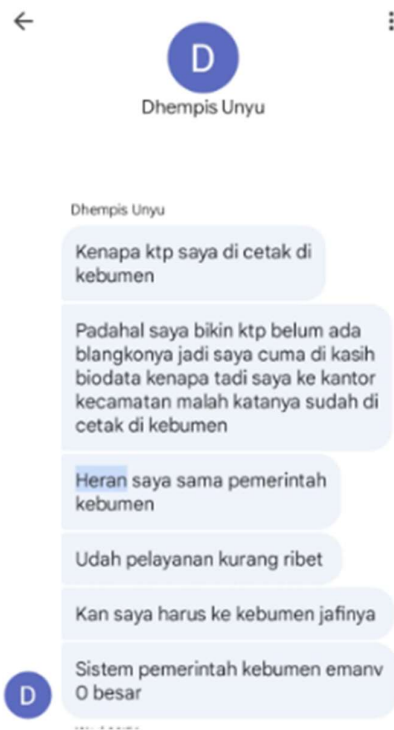 D
Dhempis Unyu
Dhempis Unyu
Kenapa ktp saya di cetak di
kebumen
Padahal saya bikin ktp belum ada
blangkonya jadi saya cuma di kasih
biodata kenapa tadi saya ke kantor
kecamatan malah katanya sudah di
cetak di kebumen
Heran saya sama pemerintah
kebumen
Udah pelayanan kurang ribet
Kan saya harus ke kebumen jafinya
Sistem pemerintah kebumen emanv
O besar
D